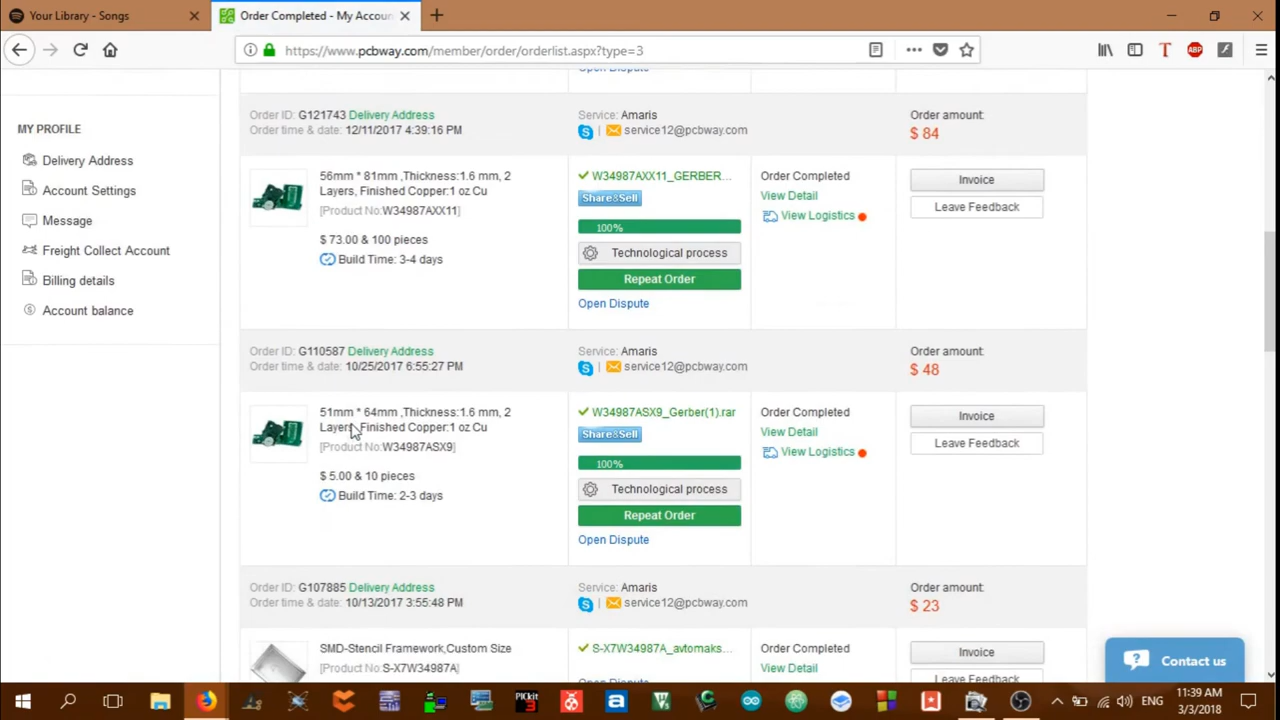 Your Library - Songs
Order Completed - My Accoun
https://www.pcbway.com/member/order/orderlist.aspx?type=3
ABP
Open Dispute
MY PROFILE
Delivery Address
Account Settings
Message
Freight Collect Account
Billing details
Account balance
Order ID: G121743 Delivery Address
Order time & date: 12/11/2017 4:39:16 PM
Service: Amaris
service12@pcbway.com
Order amount:
$ 84
56mm * 81mm ,Thickness:1.6 mm, 2
Layers, Finished Copper:1 oz Cu
[Product No:W34987AXX11]
$ 73.00 & 100 pieces
Build Time: 3-4 days
W34987AXX11_GERBER...
Share&Sell
100%
Technological process
Repeat Order
Open Dispute
Order Completed
View Detail
View Logistics
Invoice
Leave Feedback
Order ID: G110587 Delivery Address
Order time & date: 10/25/2017 6:55:27 PM
Service: Amaris
service12@pcbway.com
Order amount:
$ 48
51mm * 64mm ,Thickness:1.6 mm, 2
Layers, Finished Copper:1 oz Cu
[Product No:W34987ASX9]
$ 5.00 & 10 pieces
Build Time: 2-3 days
W34987ASX9_Gerber(1).rar
Share&Sell
100%
Technological process
Repeat Order
Open Dispute
Order Completed
View Detail
View Logistics
Invoice
Leave Feedback
Order ID: G107885 Delivery Address
Order time & date: 10/13/2017 3:55:48 PM
Service: Amaris
service12@pcbway.com
Order amount:
$ 23
SMD-Stencil Framework,Custom Size
[Product No:S-X7W34987A]
S-X7W34987A_avtomaks...
Order Completed
View Detail
Invoice
Leave Feedback
Contact us
PICkit
3
ENG
11:39 AM
3/3/2018